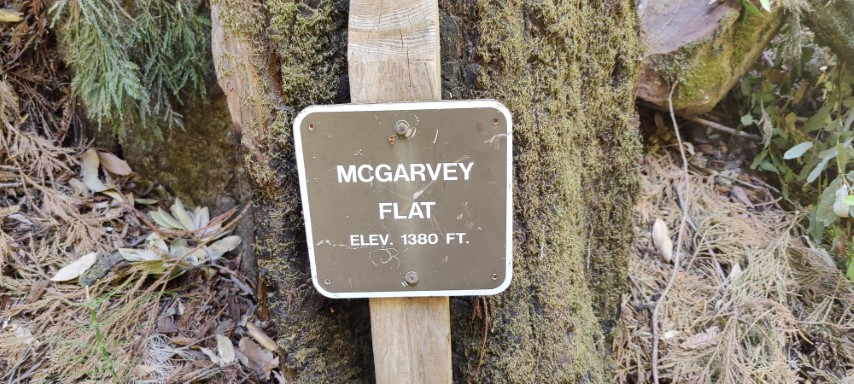 MCGARVEY
FLAT
ELEV. 1380 FT.